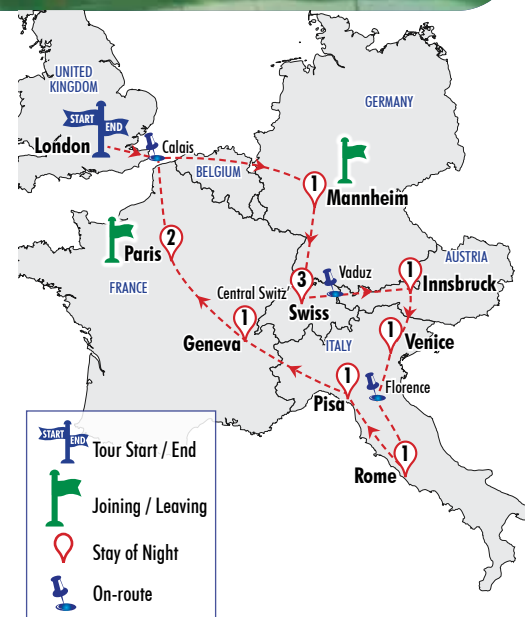 UNITED
KINGDOM
GERMANY
START
END
London
Calais
BELGIUM
1
Mannheim
2
Paris
FRANCE
3
Vaduz
1
AUSTRIA
Innsbruck
Central Switz'
Swiss
1
Geneva
ITALY
1
Venice
1
Pisa
Florence
1
Rome
START
END
Tour Start / End
Joining / Leaving
Stay of Night
On-route